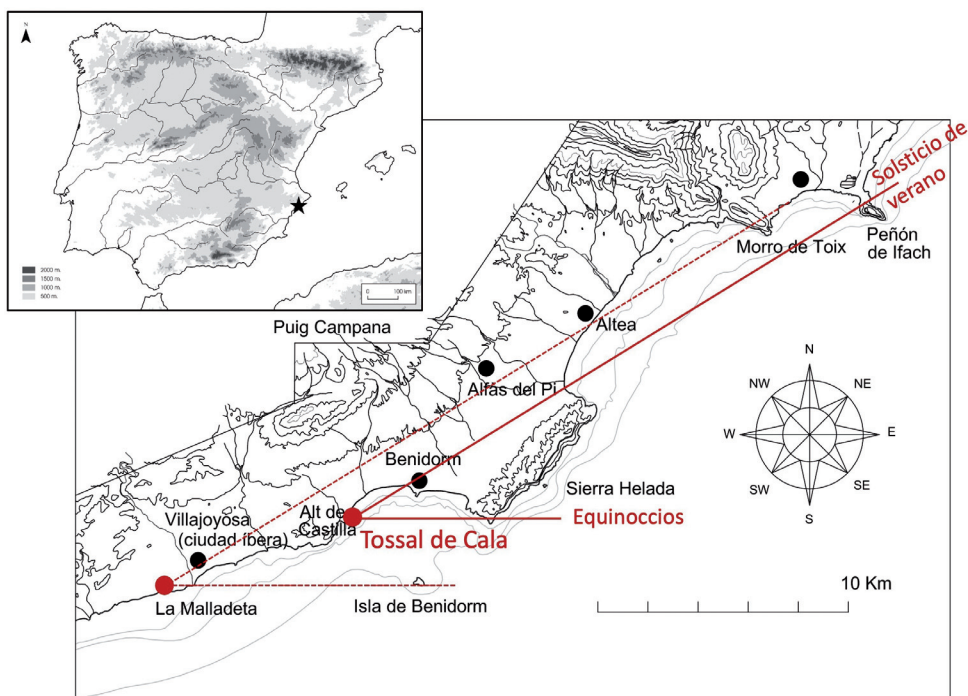 N
2000 m.
1500 m.
1000 m.
500 m.
0 100 km.
Solsticio de
verano
Morro de Toix
Peñón
de Ifach
Puig Campana
Altea
Alfás del Pi
N
NW
NE
W
E
SW
SE
S
Benidorm
Sierra Helada
Villajoyosa
(ciudad íbera)
Alt de
Castilla
Equinoccios
Tossal de Cala
La Malladeta
Isla de Benidorm
10 Km